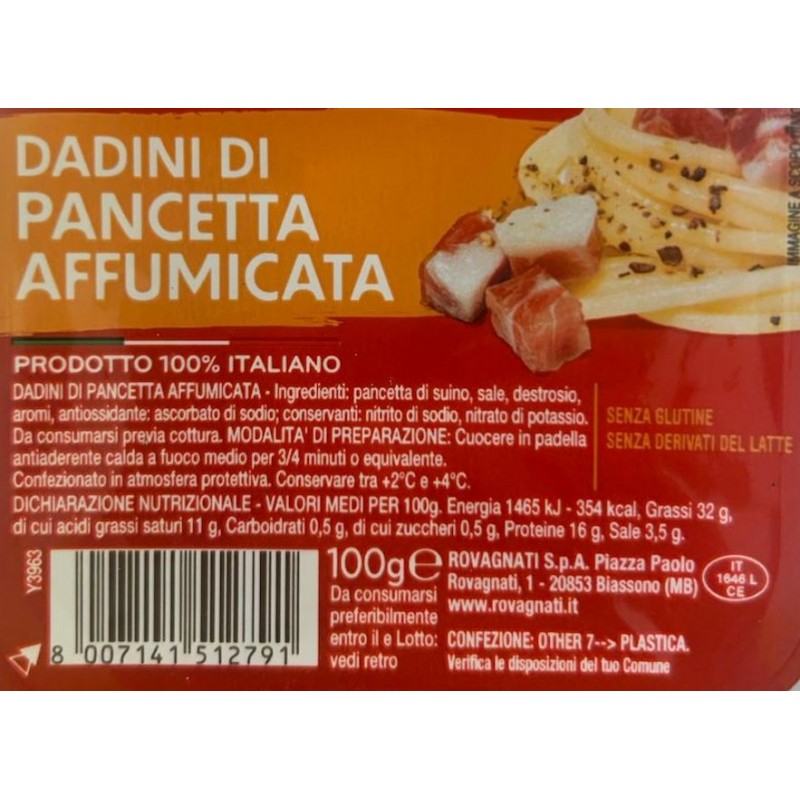 DADINI DI
PANCETTA
AFFUMICATA
PRODOTTO 100% ITALIANO
DADINI DI PANCETTA AFFUMICATA - Ingredienti: pancetta di suino, sale, destrosio,
aromi, antiossidante: ascorbato di sodio; conservanti: nitrito di sodio, nitrato di potassio.
Da consumarsi previa cottura. MODALITA' DI PREPARAZIONE: Cuocere in padella
antiaderente calda a fuoco medio per 3/4 minuti o equivalente.
Confezionato in atmosfera protettiva. Conservare tra +2°C e +4°C.
SENZA GLUTINE
SENZA DERIVATI DEL LATTE
DICHIARAZIONE NUTRIZIONALE - VALORI MEDI PER 100g. Energia 1465 kJ - 354 kcal, Grassi 32 g,
di cui acidi grassi saturi 11 g, Carboidrati 0,5 g, di cui zuccheri 0,5 g, Proteine 16 g, Sale 3,5 g.
Y3963
8 007141 512791
100g e
Da consumarsi
preferibilmente
entro il e Lotto:
vedi retro
ROVAGNATI S.p.A. Piazza Paolo
Rovagnati, 1 - 20853 Biassono (MB)
www.rovagnati.it
IT
1646 L
CE
CONFEZIONE: OTHER 7--> PLASTICA.
Verifica le disposizioni del tuo Comune
IMMAGINE A SCOPO